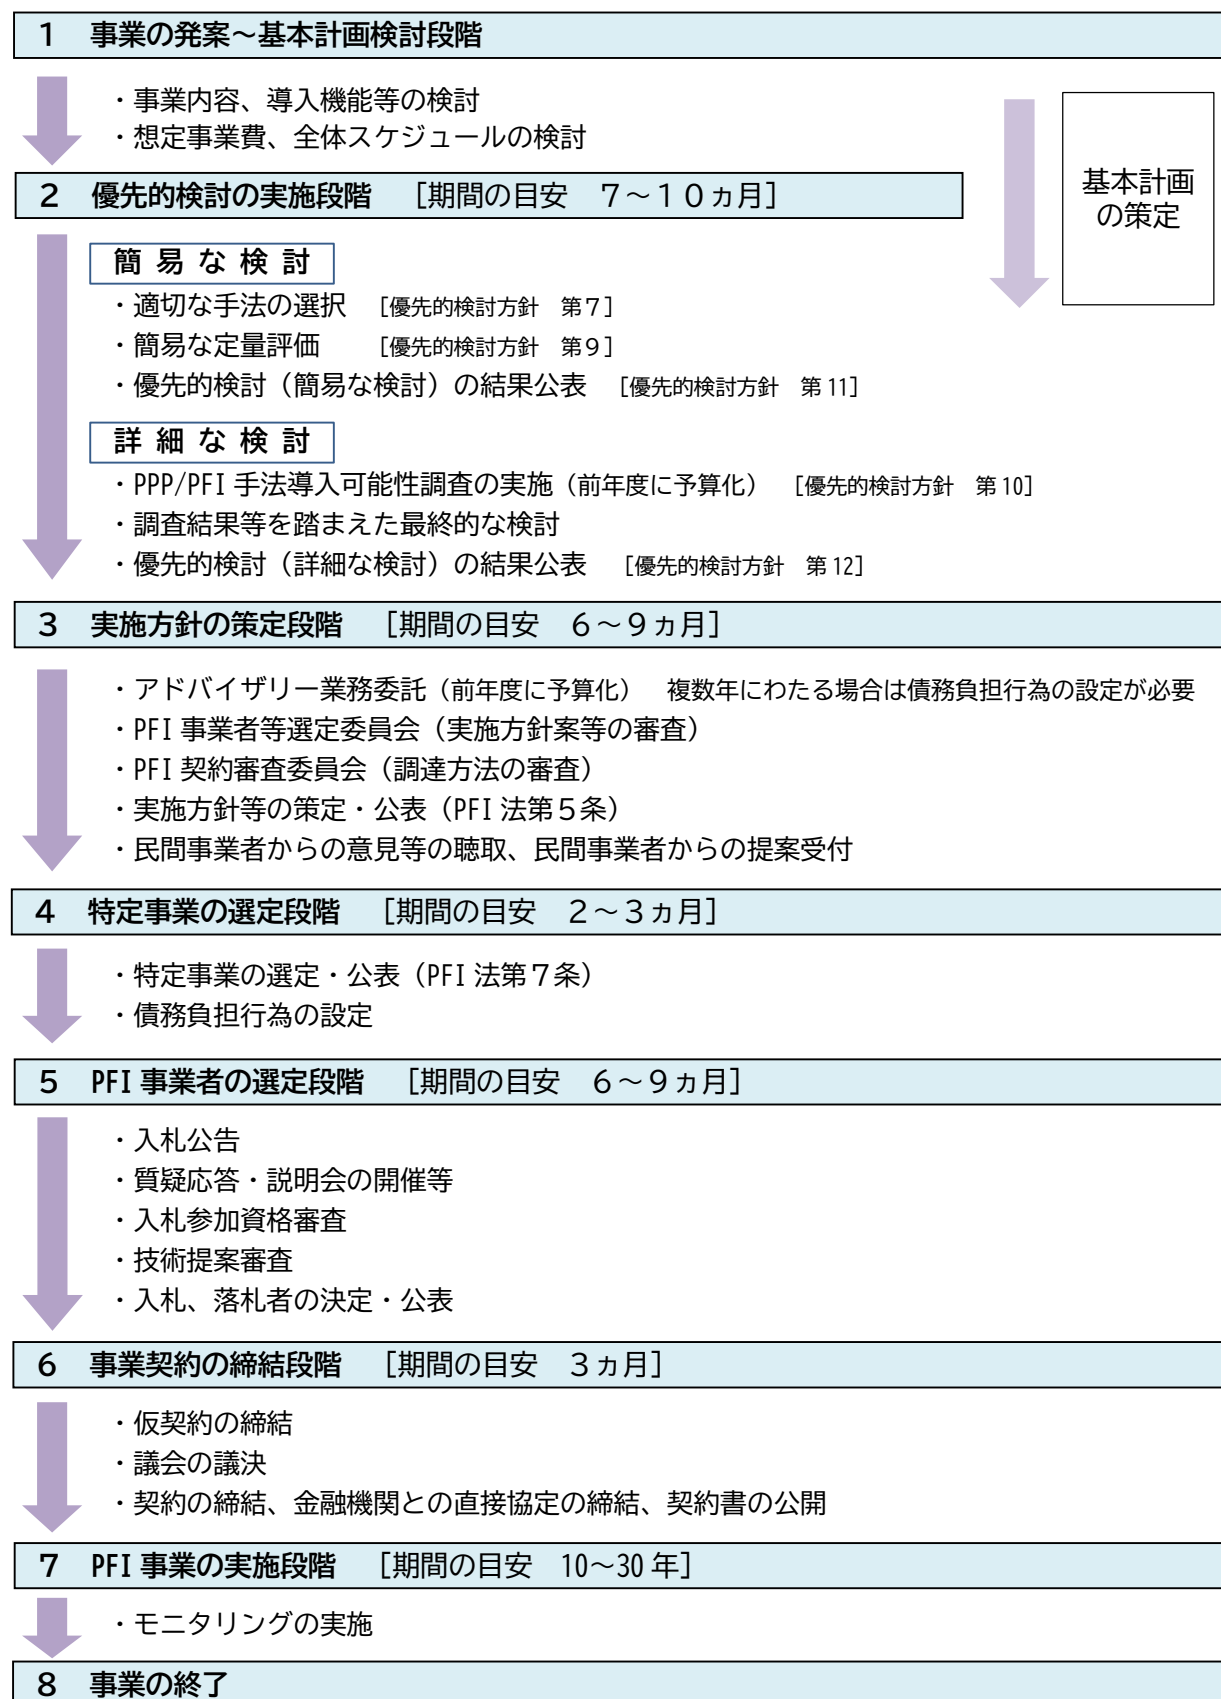 1　事業の発案～基本計画検討段階
・事業内容、導入機能等の検討
・想定事業費、全体スケジュールの検討
基本計画
の策定
2　優先的検討の実施段階　［期間の目安　７～１０ヵ月］
簡 易 な 検 討
・適切な手法の選択　［優先的検討方針　第７］
・簡易な定量評価　　［優先的検討方針　第９］
・優先的検討（簡易な検討）の結果公表　［優先的検討方針　第 11］
詳 細 な 検 討
・PPP/PFI 手法導入可能性調査の実施（前年度に予算化）　［優先的検討方針　第 10］
・調査結果等を踏まえた最終的な検討
・優先的検討（詳細な検討）の結果公表　［優先的検討方針　第 12］
3　実施方針の策定段階　［期間の目安　６～９ヵ月］
・アドバイザリー業務委託（前年度に予算化）　複数年にわたる場合は債務負担行為の設定が必要
・PFI 事業者等選定委員会（実施方針案等の審査）
・PFI 契約審査委員会（調達方法の審査）
・実施方針等の策定・公表（PFI 法第５条）
・民間事業者からの意見等の聴取、民間事業者からの提案受付
4　特定事業の選定段階　［期間の目安　２～３ヵ月］
・特定事業の選定・公表（PFI 法第７条）
・債務負担行為の設定
5　PFI 事業者の選定段階　［期間の目安　６～９ヵ月］
・入札公告
・質疑応答・説明会の開催等
・入札参加資格審査
・技術提案審査
・入札、落札者の決定・公表
6　事業契約の締結段階　［期間の目安　３ヵ月］
・仮契約の締結
・議会の議決
・契約の締結、金融機関との直接協定の締結、契約書の公開
7　PFI 事業の実施段階　［期間の目安　10～30 年］
・モニタリングの実施
8　事業の終了